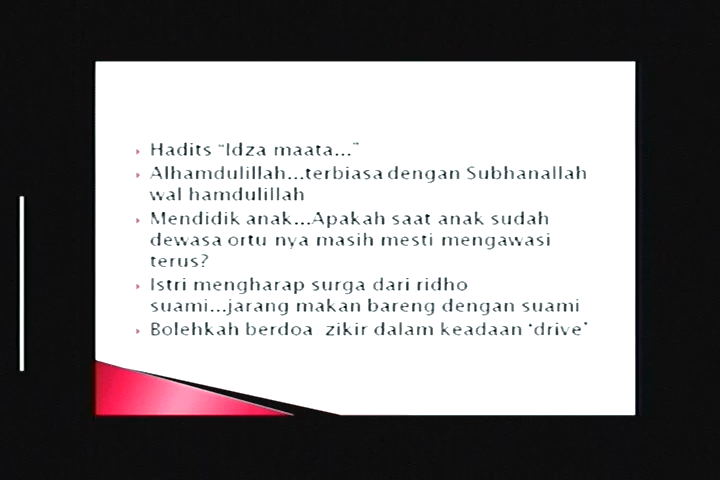 Hadits "Idza maata..."
Alhamdulillah...terbiasa dengan Subhanallah
wal hamdulillah
Mendidik anak...Apakah saat anak sudah
dewasa ortu nya masih mesti mengawasi
terus?
Istri mengharap surga dari ridho
suami...jarang makan bareng dengan suami
Bolehkah berdoa zikir dalam keadaan 'drive'